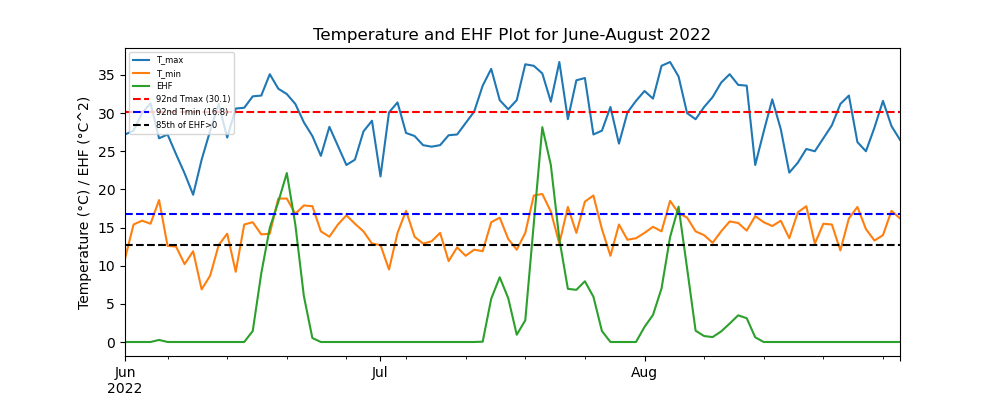 Temperature and EHF Plot for June-August 2022
T_max
T_min
EHF
92nd Tmax (30.1)
92nd Tmin (16.8)
85th of EHF>0
Temperature (°C) / EHF (°C^2)
35
30
25
20
15
10
5
0
Jun
2022
Jul
Aug